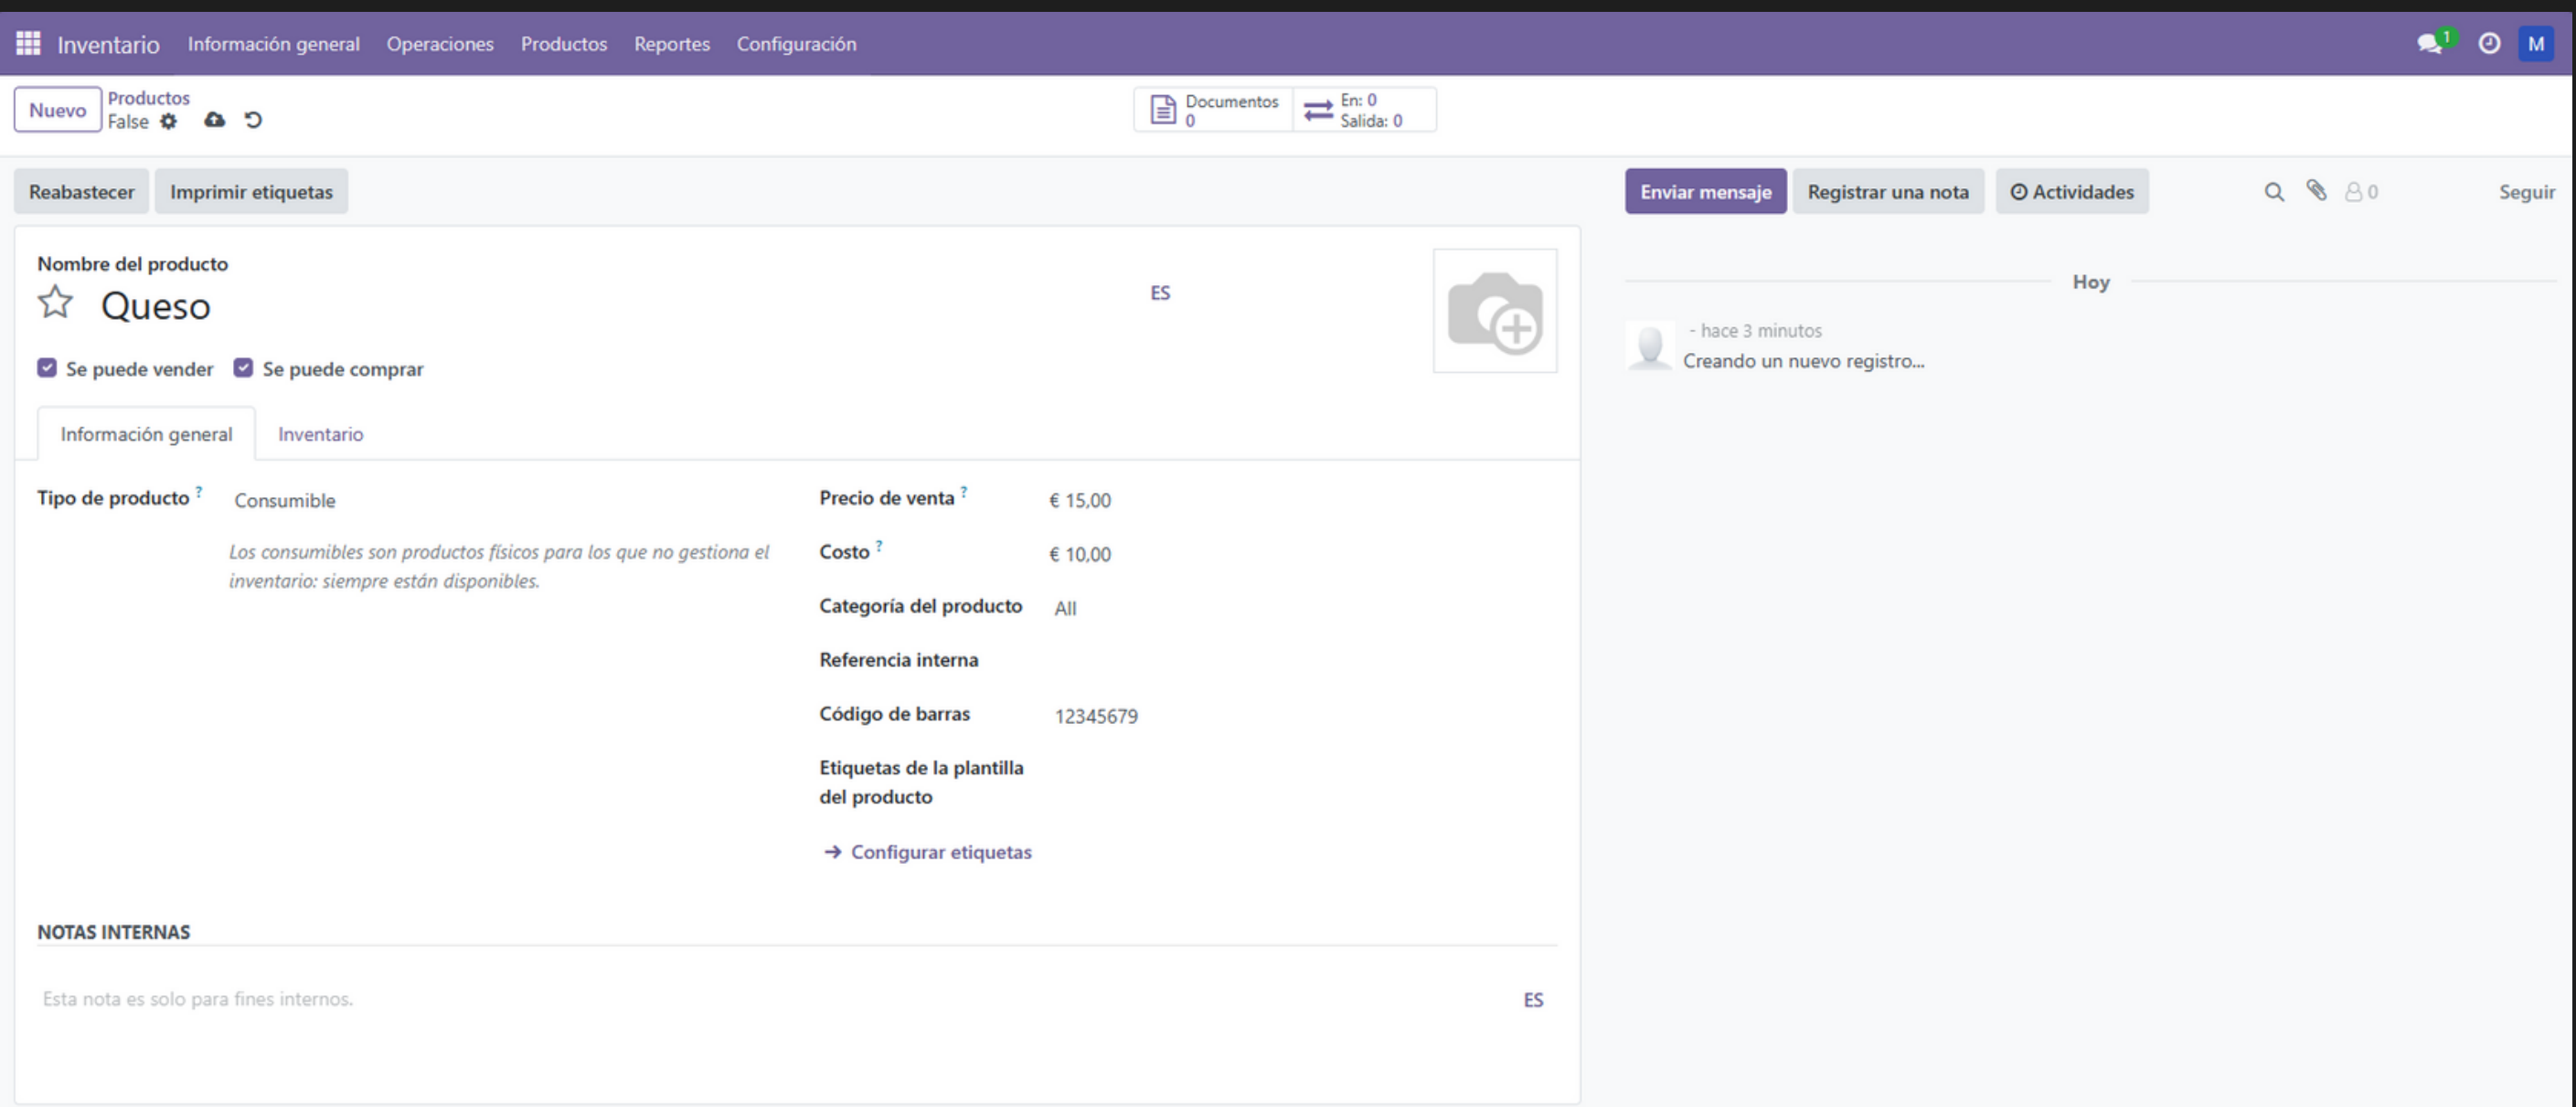 Inventario Información general Operaciones Productos Reportes Configuración 1 M
Nuevo Productos Documentos En: 0
False 0 Salida: 0
Reabastecer Imprimir etiquetas Enviar mensaje Registrar una nota Actividades 0 Seguir
Nombre del producto
Queso ES
Hoy
- hace 3 minutos
Creando un nuevo registro...
Se puede vender Se puede comprar
Información general Inventario
Tipo de producto ? Consumible
Los consumibles son productos físicos para los que no gestiona el
inventario: siempre están disponibles.
Precio de venta ? € 15,00
Costo ? € 10,00
Categoría del producto All
Referencia interna
Código de barras 12345679
Etiquetas de la plantilla
del producto
→ Configurar etiquetas
NOTAS INTERNAS
Esta nota es solo para fines internos. ES